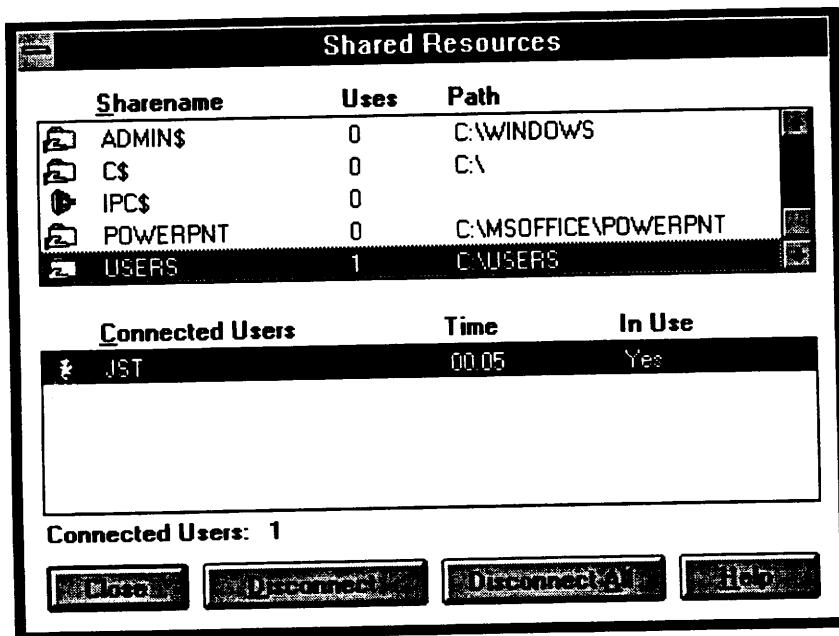 Shared Resources
Sharename Uses Path
ADMIN$ 0 C:\WINDOWS
C$ 0 C:\
IPC$ 0
POWERPNT 0 C:\MSOFFICE\POWERPNT
USERS 1 C:\USERS
Connected Users Time In Use
JST 00:05 Yes
Connected Users: 1
Close Disconnect Disconnect All Help